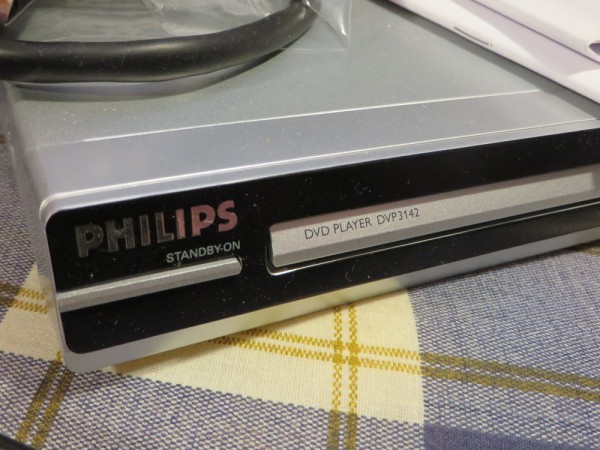 PHILIPS
STANDBY-ON
DVD PLAYER DVP3142